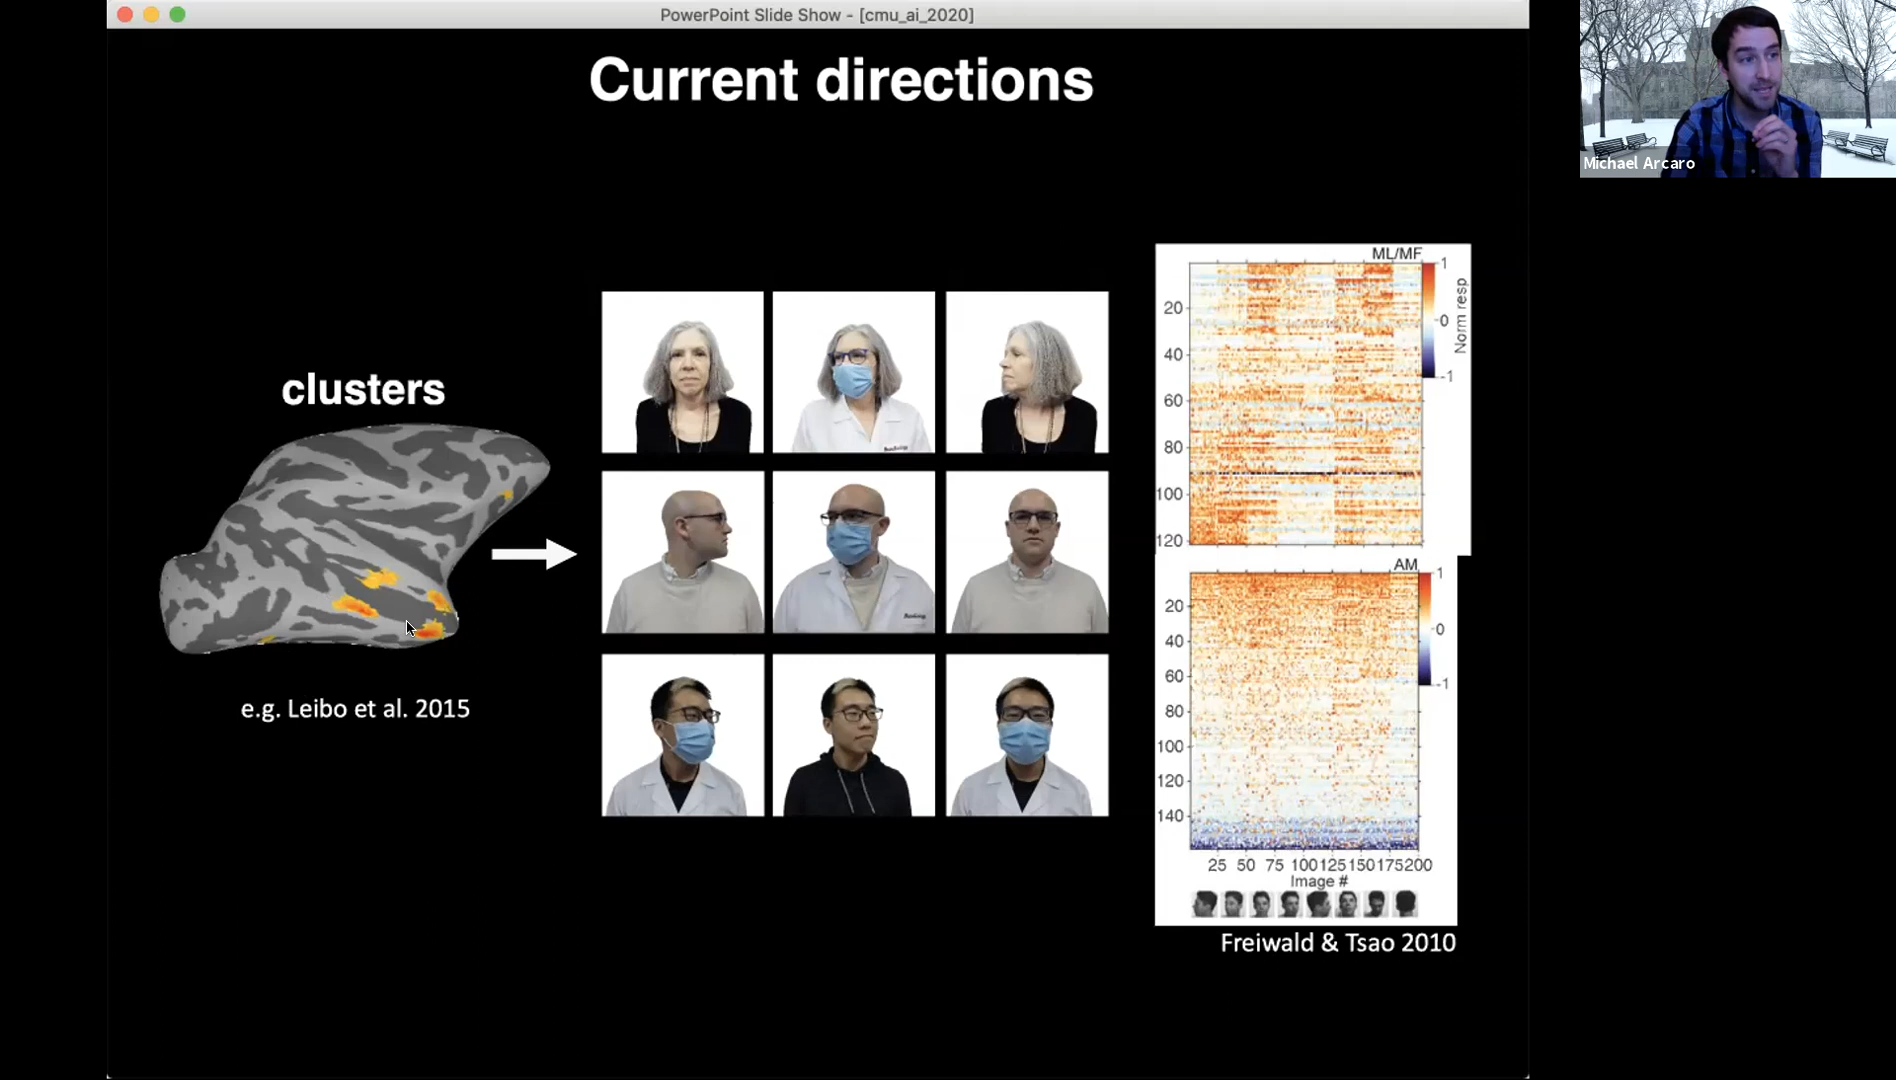 PowerPoint Slide Show - [cmu_ai_2020]
Current directions
Michael Arcaro
clusters
e.g. Leibo et al. 2015
ML/MF
1
0
-1
Norm resp
20
40
60
80
100
120
AM
1
0
-1
20
40
60
80
100
120
140
25 50 75 100 125 150 175 200
Image #
Freiwald & Tsao 2010